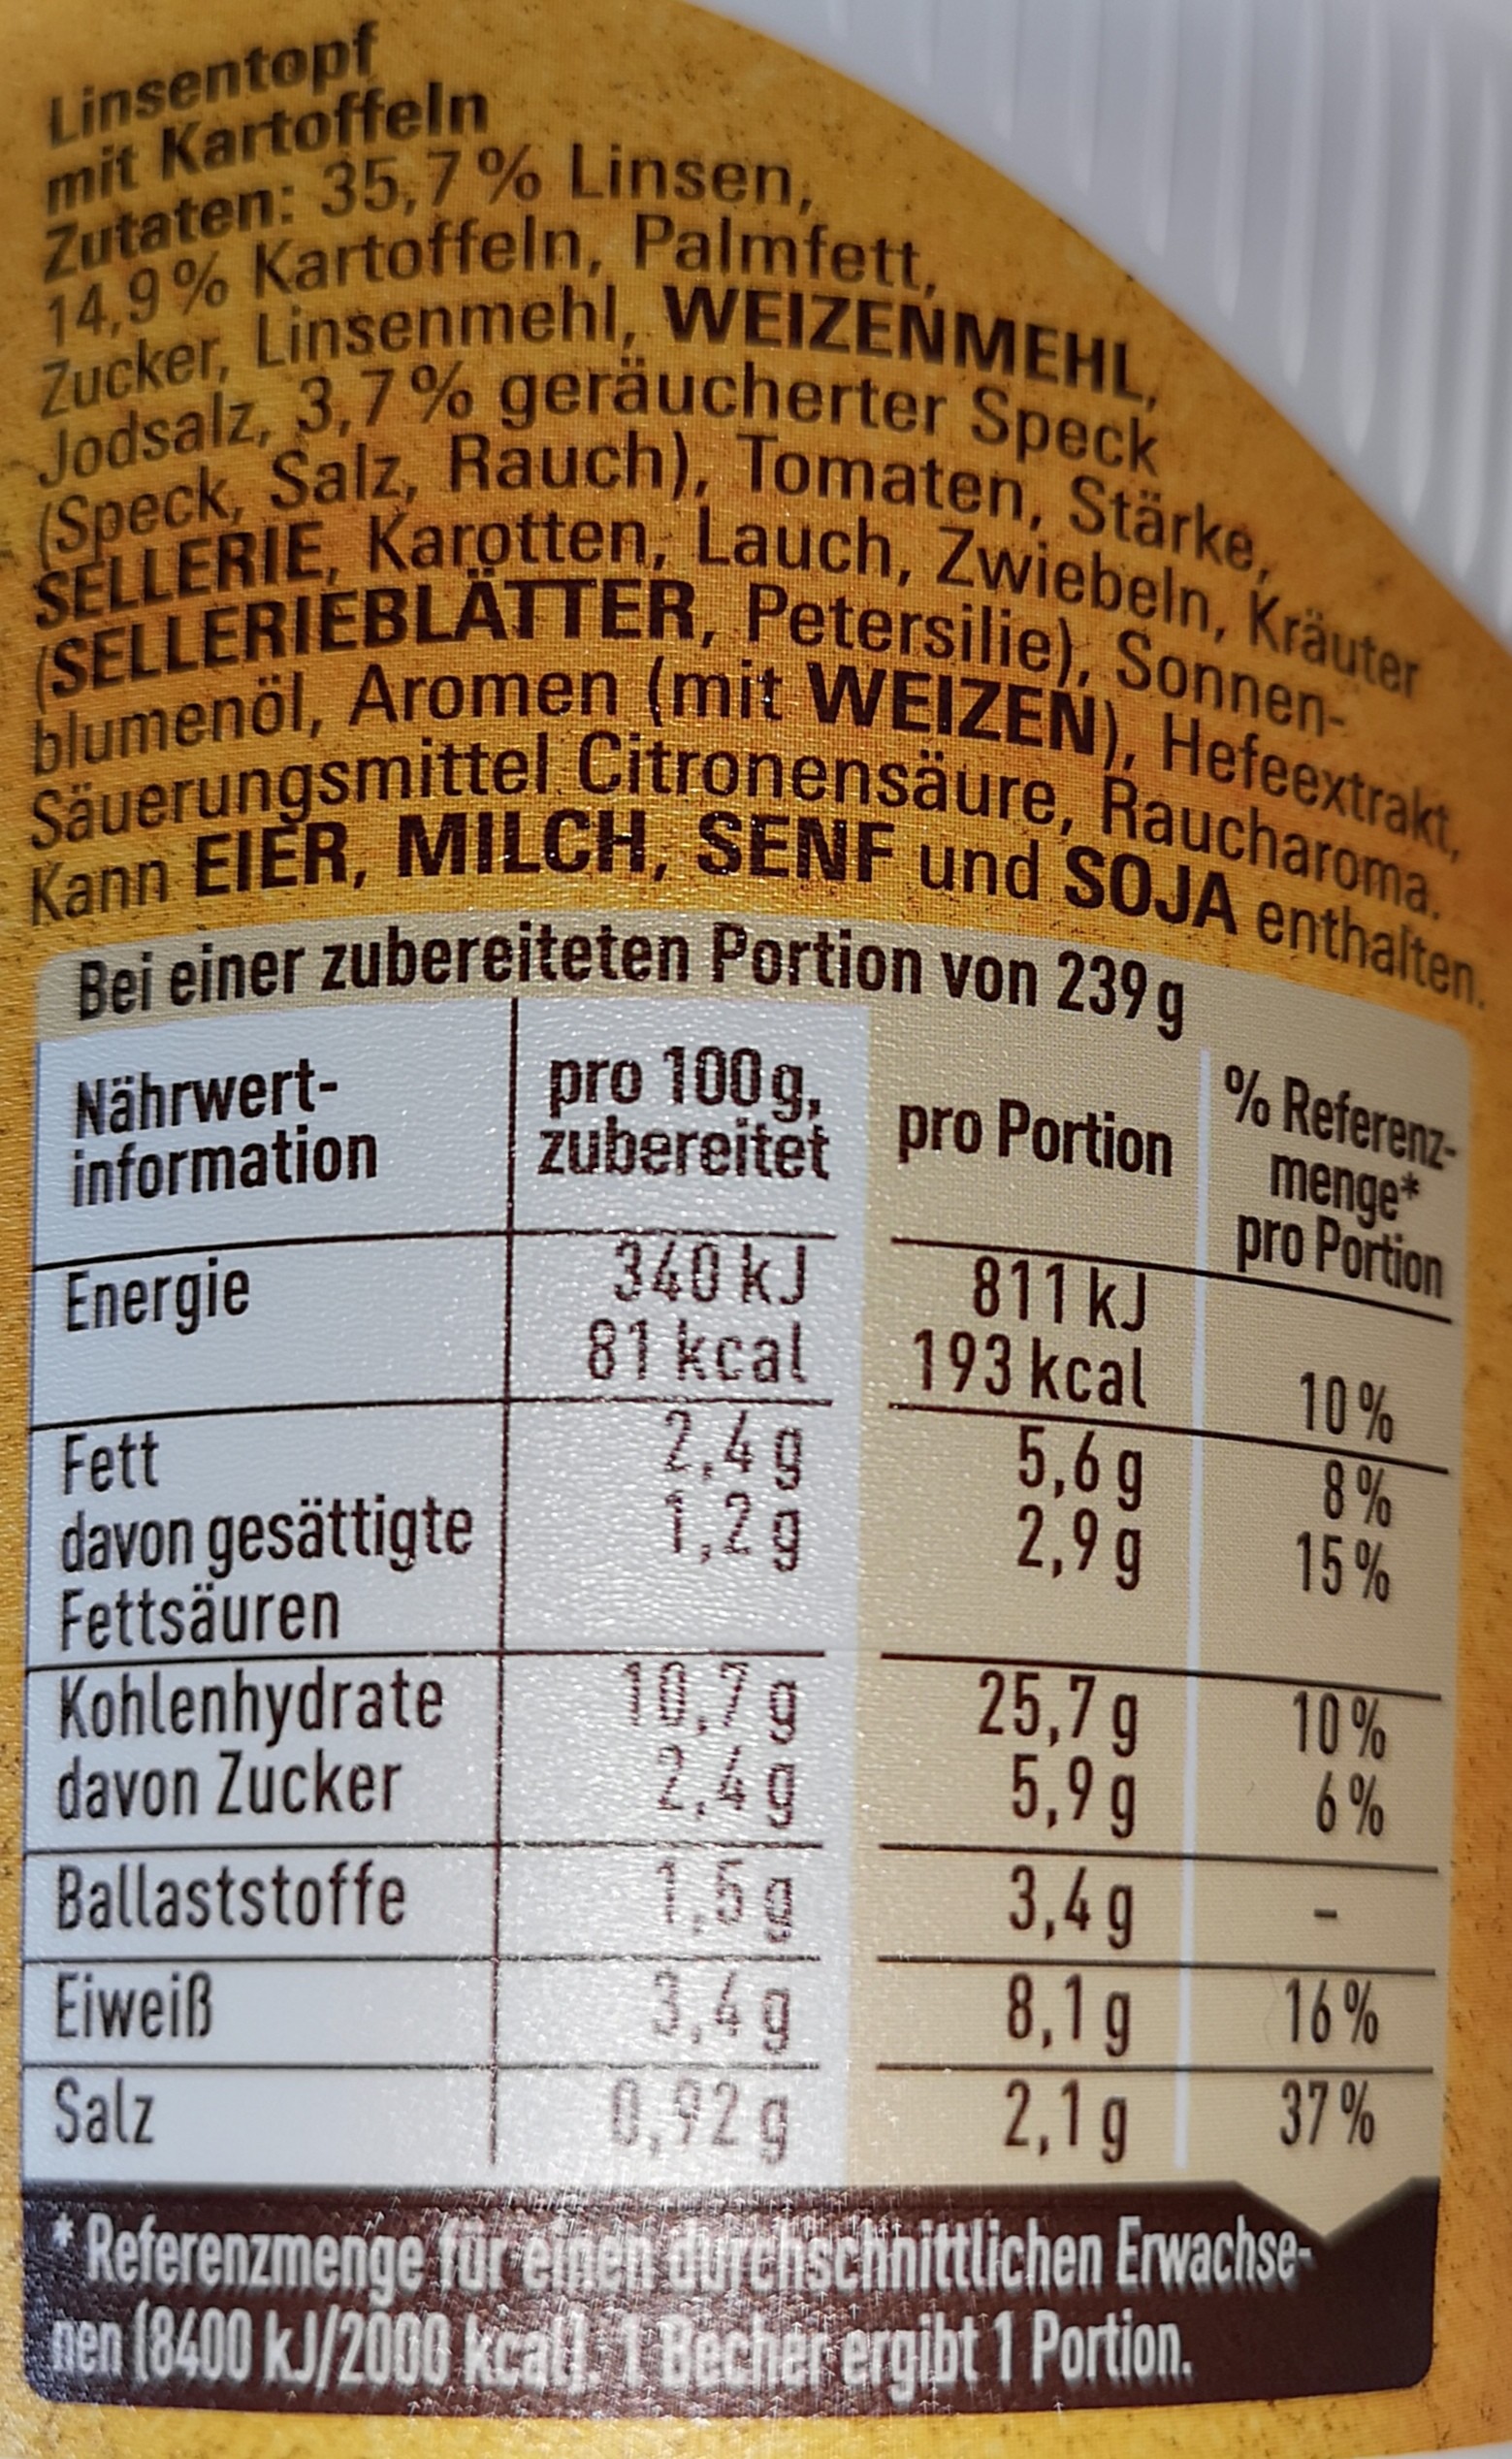 Linsentopf
mit Kartoffeln
Zutaten: 35,7% Linsen,
14,9% Kartoffeln, Palmfett,
Zucker, Linsenmehl, WEIZENMEHL,
Jodsalz, 3,7% geräucherter Speck
(Speck, Salz, Rauch), Tomaten, Stärke,
SELLERIE, Karotten, Lauch, Zwiebeln, Kräuter
(SELLERIEBLÄTTER, Petersilie), Sonnen-
blumenöl, Aromen (mit WEIZEN), Hefeextrakt,
Säuerungsmittel Citronensäure, Raucharoma.
Kann EIER, MILCH, SENF und SOJA enthalten.
Bei einer zubereiteten Portion von 239 g
Nährwert-
information
pro 100 g,
zubereitet
pro Portion
% Referenz-
menge*
pro Portion
Energie 340 kJ 811 kJ
81 kcal 193 kcal 10 %
Fett 2,4 g 5,6 g 8 %
davon gesättigte 1,2 g 2,9 g 15 %
Fettsäuren
Kohlenhydrate 10,7 g 25,7 g 10 %
davon Zucker 2,4 g 5,9 g 6 %
Ballaststoffe 1,5 g 3,4 g -
Eiweiß 3,4 g 8,1 g 16 %
Salz 0,92 g 2,1 g 37 %
* Referenzmenge für einen durchschnittlichen Erwachse-
nen (8400 kJ/2000 kcal). 1 Becher ergibt 1 Portion.